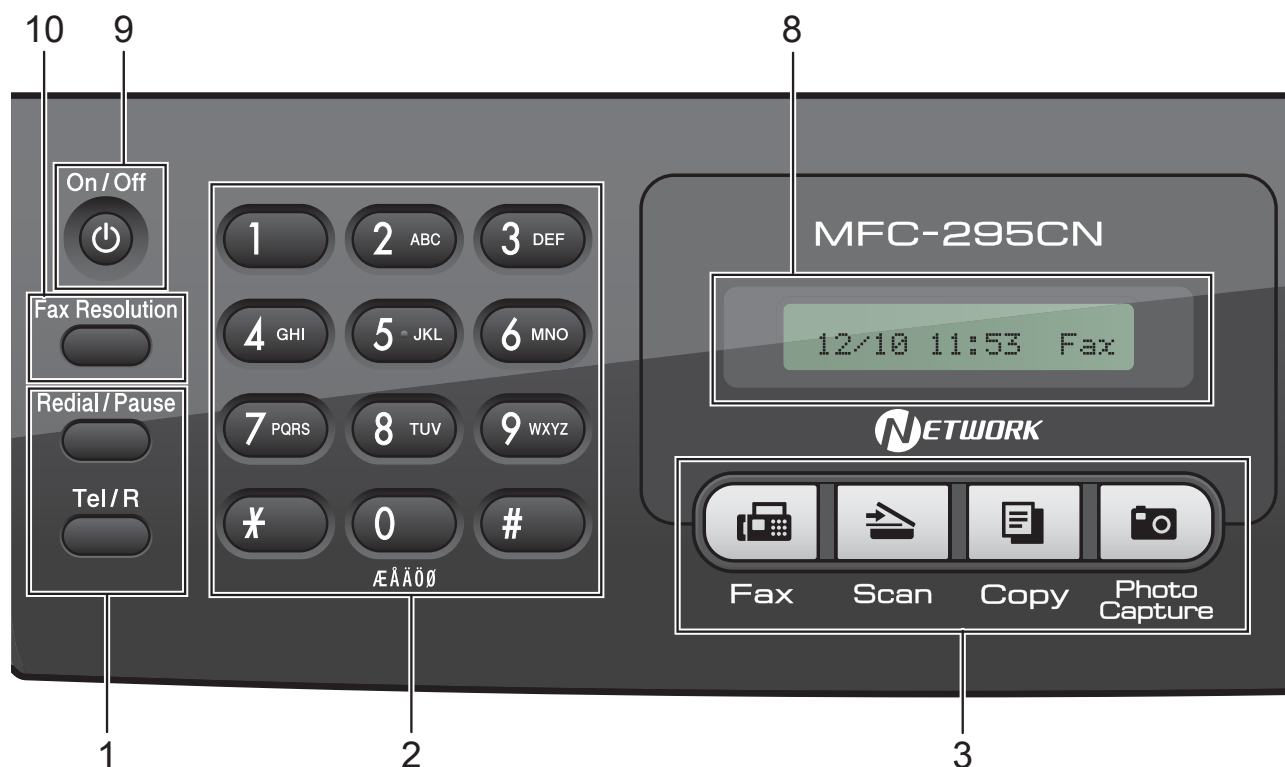 10 9 8
On / Off
Fax Resolution
Redial / Pause
Tel / R
1 2 ABC 3 DEF
4 GHI 5 JKL 6 MNO
7 PQRS 8 TUV 9 WXYZ
* 0 #
ÆÅÄÖØ
MFC-295CN
12/10 11:53 Fax
NETWORK
Fax Scan Copy Photo
Capture
1 2 3